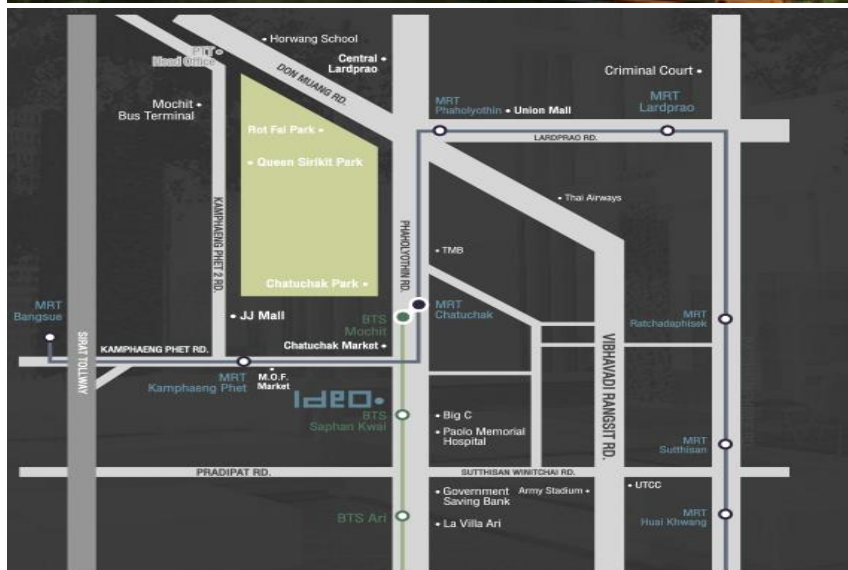 Horwang School
PTT
Head Office
Central
Lardprao
DON MUANG RD.
Criminal Court
Mochit
Bus Terminal
MRT
Phaholyothin
Union Mall
MRT
Lardprao
Rot Fai Park
LARDPRAO RD.
Queen Sirikit Park
Thai Airways
KAMPHAENG PHET 2 RD.
PHAHOLYOTHIN RD.
TMB
Chatuchak Park
MRT
Bangsue
JJ Mall
BTS
Mochit
MRT
Chatuchak
MRT
Ratchadaphisek
SIRAT TOLLWAY
KAMPHAENG PHET RD.
Chatuchak Market
VIBHAVADI RANGSIT RD.
MRT
Kamphaeng Phet
M.O.F.
Market
IDEO
BTS
Saphan Kwai
Big C
Paolo Memorial
Hospital
MRT
Sutthisan
PRADIPAT RD.
SUTTHISAN WINITCHAI RD.
Government
Saving Bank
Army Stadium
UTCC
BTS Ari
La Villa Ari
MRT
Huai Khwang